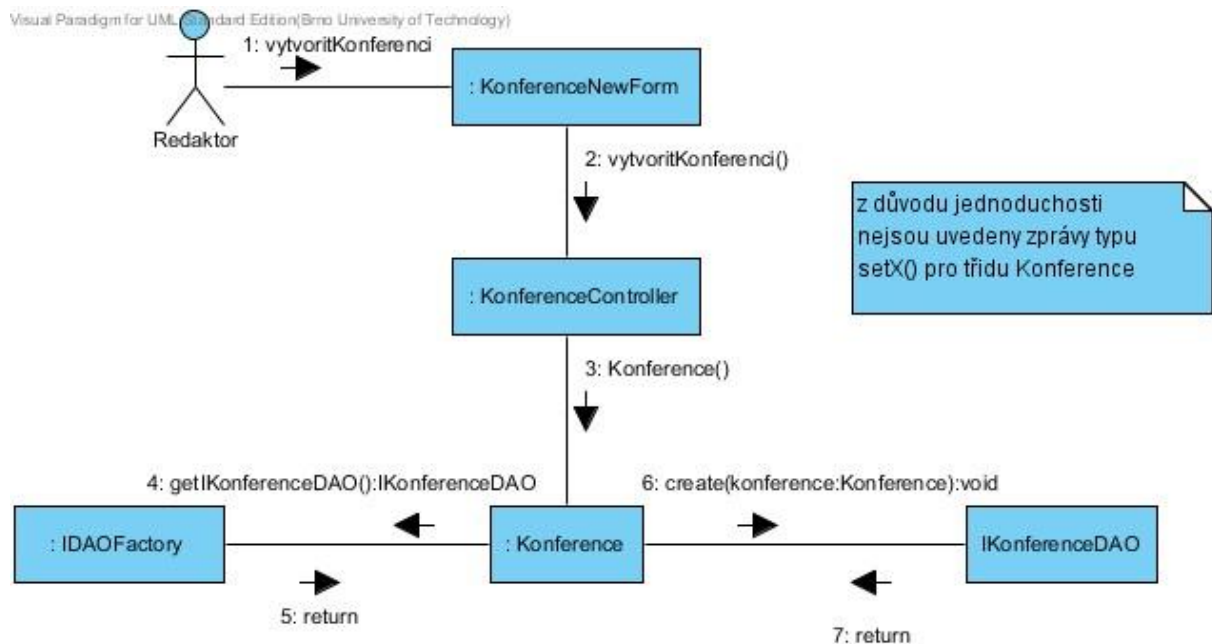 Visual Paradigm for UML Standard Edition(Brno University of Technology)
1: vytvoritKonferenci
: KonferenceNewForm
Redaktor
2: vytvoritKonferenci()
z důvodu jednoduchosti
nejsou uvedeny zprávy typu
setX() pro třidu Konference
: KonferenceController
3: Konference()
4: getIKonferenceDAO():IKonferenceDAO
6: create(konference:Konference):void
: IDAOFactory
: Konference
IKonferenceDAO
5: return
7: return